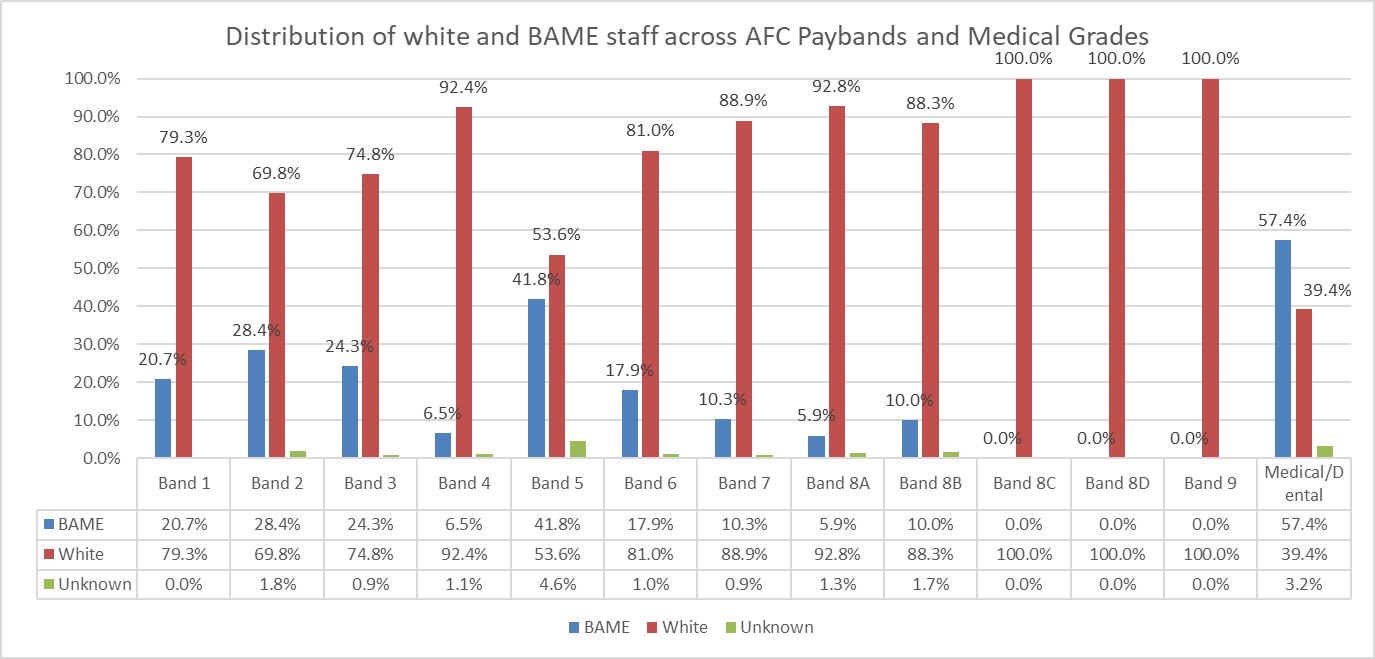 Distribution of white and BAME staff across AFC Paybands and Medical Grades
100.0% 100.0% 100.0%
100.0%
92.4% 92.8%
90.0% 88.9% 88.3%
79.3% 81.0%
80.0% 74.8%
70.0% 69.8%
60.0% 57.4%
53.6%
50.0%
41.8%
40.0% 39.4%
30.0% 28.4%
24.3%
20.0% 20.7% 17.9%
10.0% 6.5% 10.3% 5.9% 10.0%
0.0% 0.0% 0.0%
0.0%
Band 1 Band 2 Band 3 Band 4 Band 5 Band 6 Band 7 Band 8A Band 8B Band 8C Band 8D Band 9 Medical/D
ental
BAME 20.7% 28.4% 24.3% 6.5% 41.8% 17.9% 10.3% 5.9% 10.0% 0.0% 0.0% 0.0% 57.4%
White 79.3% 69.8% 74.8% 92.4% 53.6% 81.0% 88.9% 92.8% 88.3% 100.0% 100.0% 100.0% 39.4%
Unknown 0.0% 1.8% 0.9% 1.1% 4.6% 1.0% 0.9% 1.3% 1.7% 0.0% 0.0% 0.0% 3.2%
BAME White Unknown